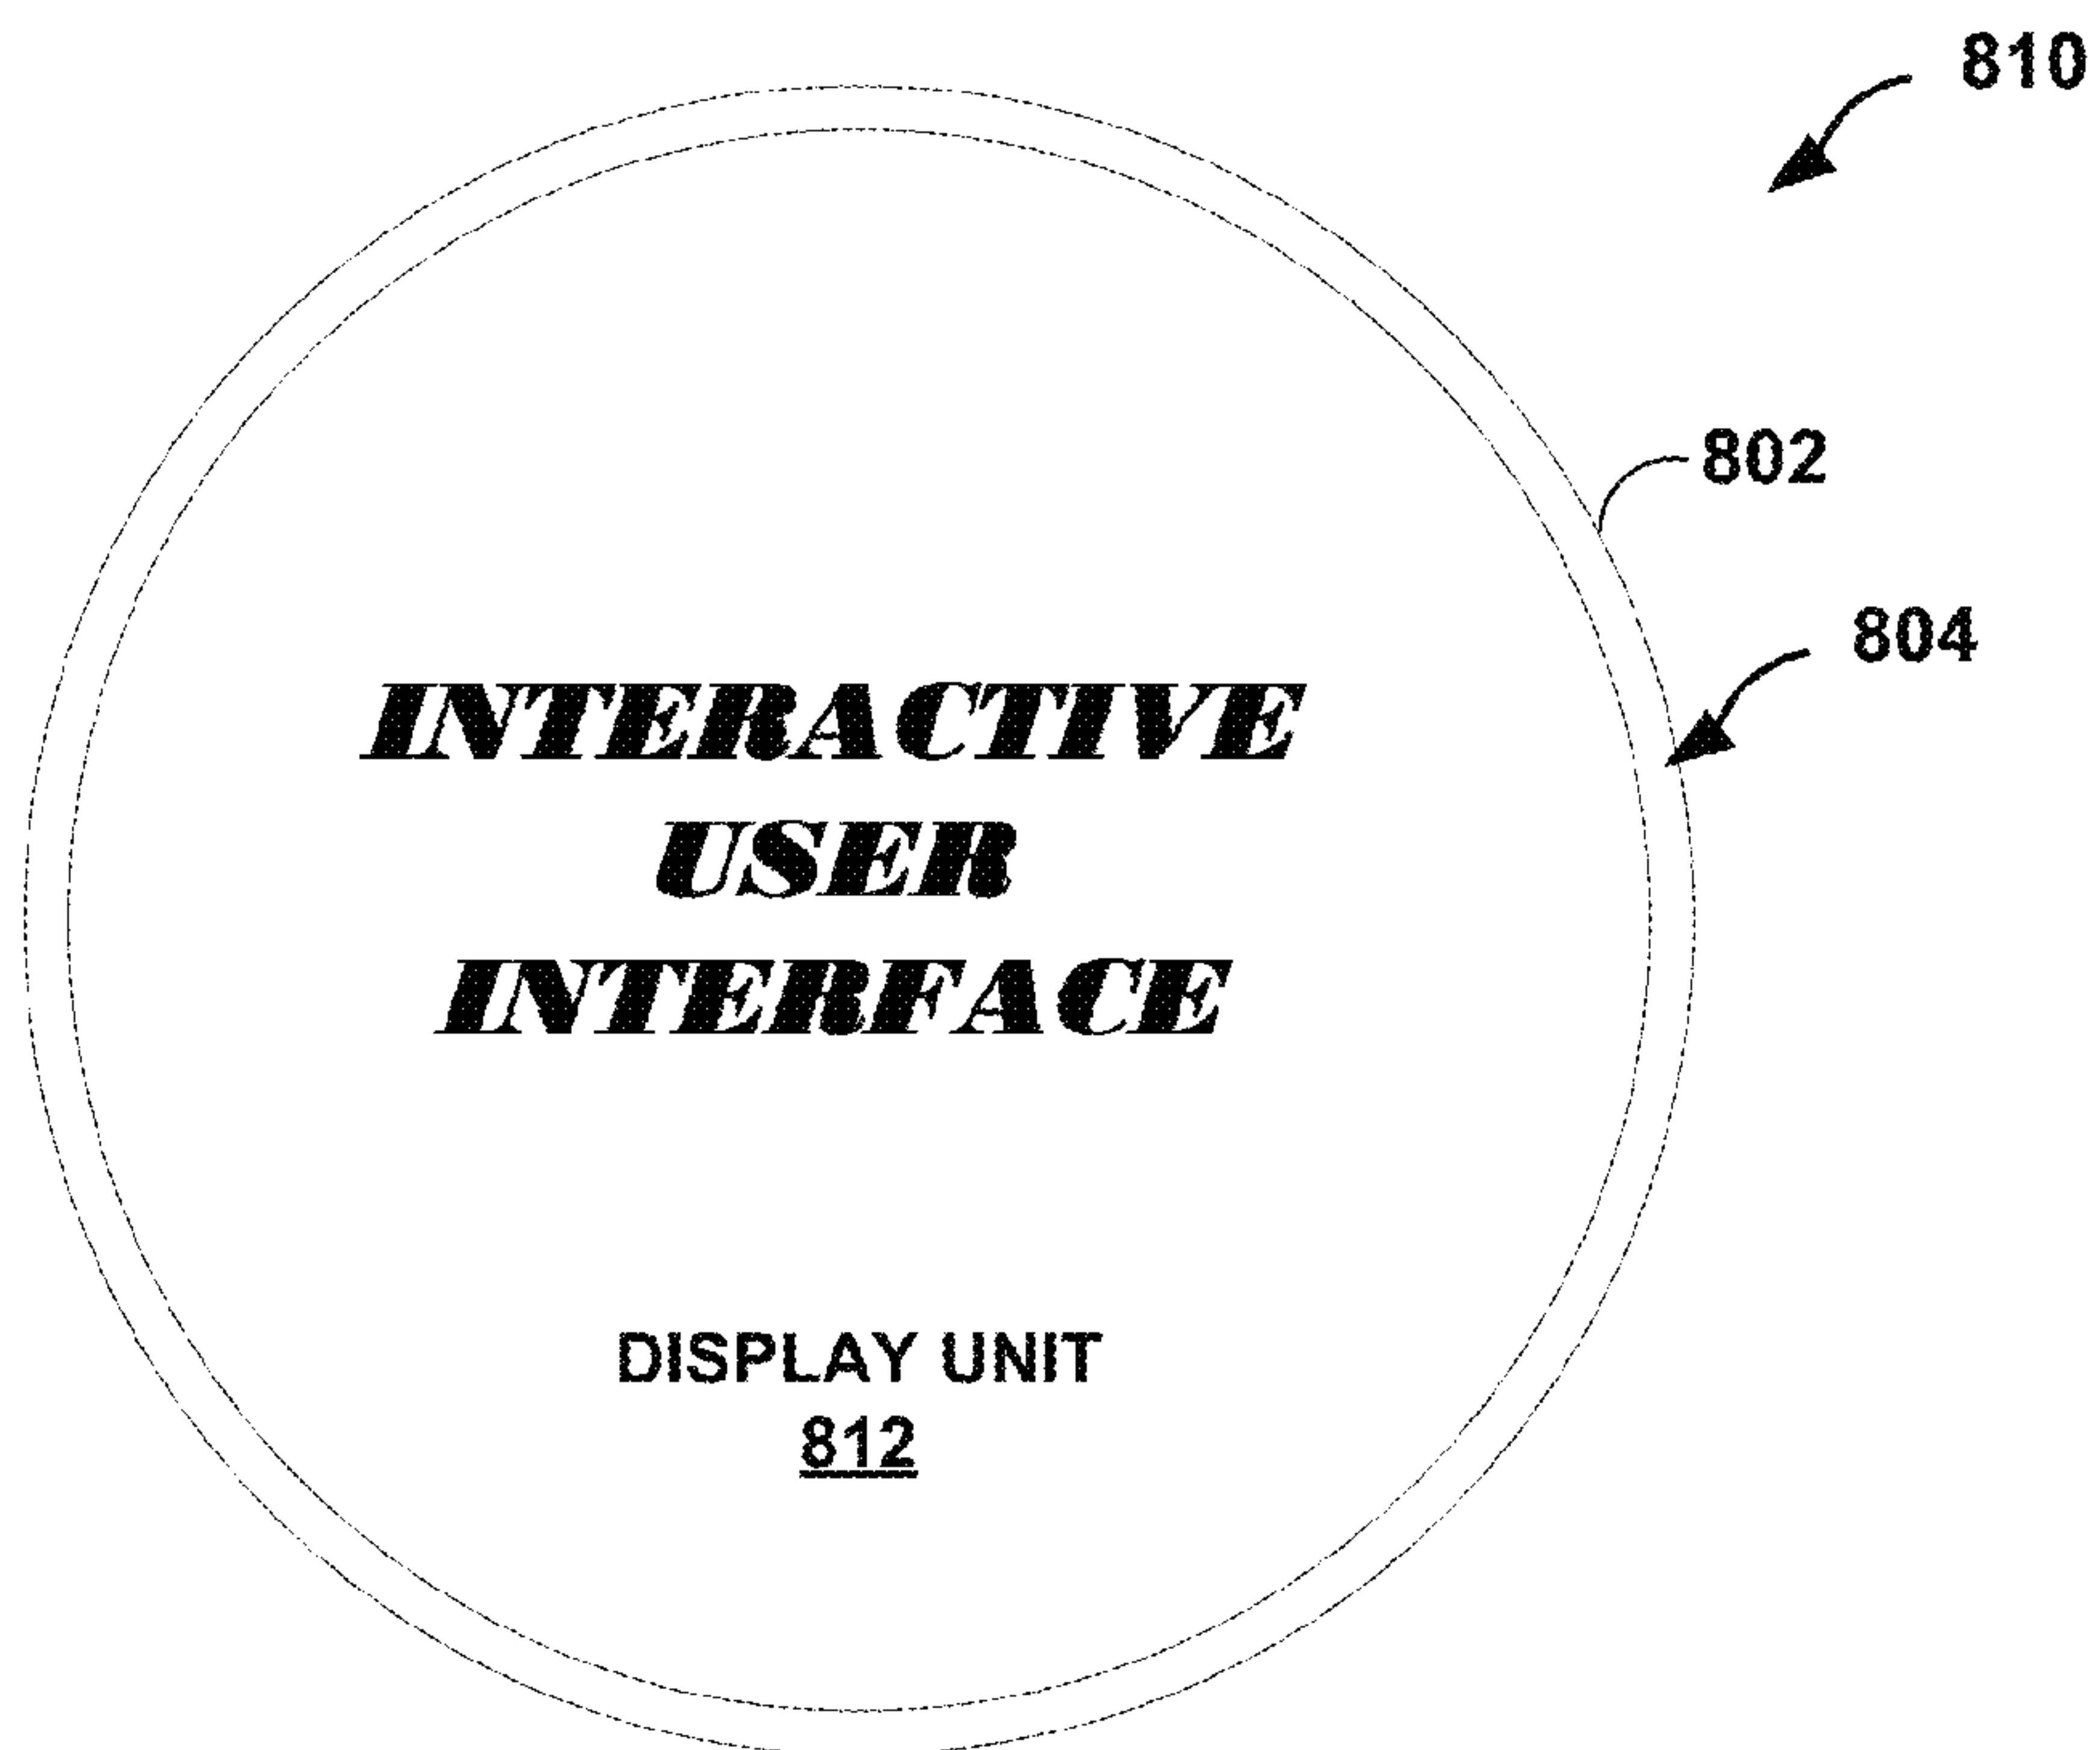 810
802
804
INTERACTIVE
USER
INTERFACE
DISPLAY UNIT
812